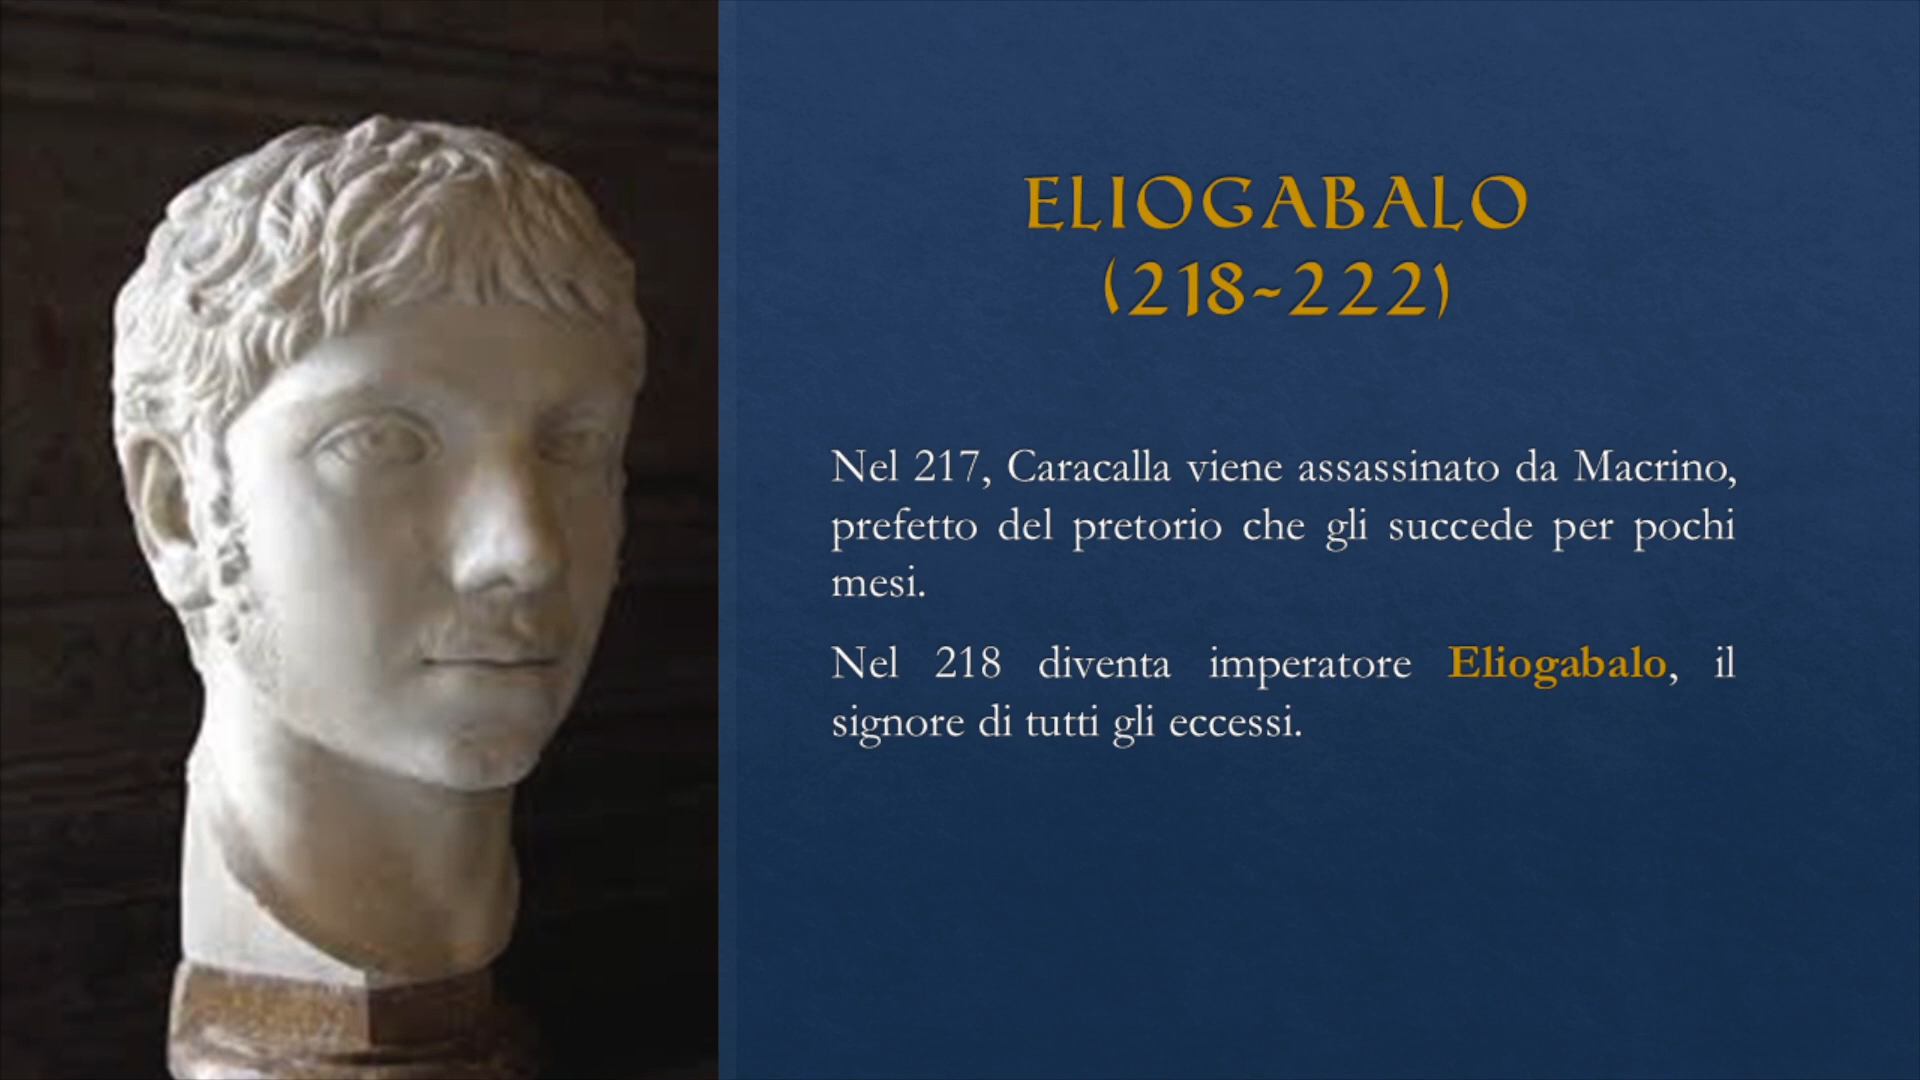 ELIOGABALO
(218-222)
Nel 217, Caracalla viene assassinato da Macrino,
prefetto del pretorio che gli succede per pochi
mesi.
Nel 218 diventa imperatore Eliogabalo, il
signore di tutti gli eccessi.